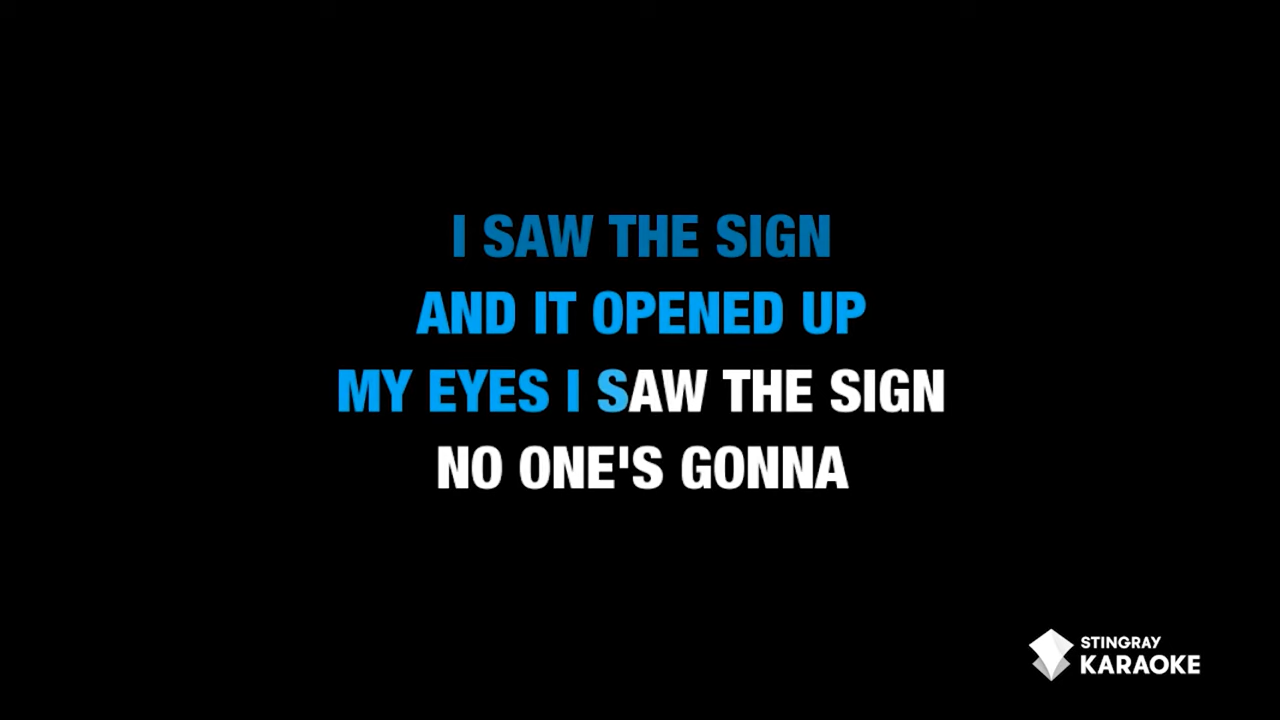 I SAW THE SIGN
AND IT OPENED UP
MY EYES I SAW THE SIGN
NO ONE'S GONNA
STINGRAY
KARAOKE